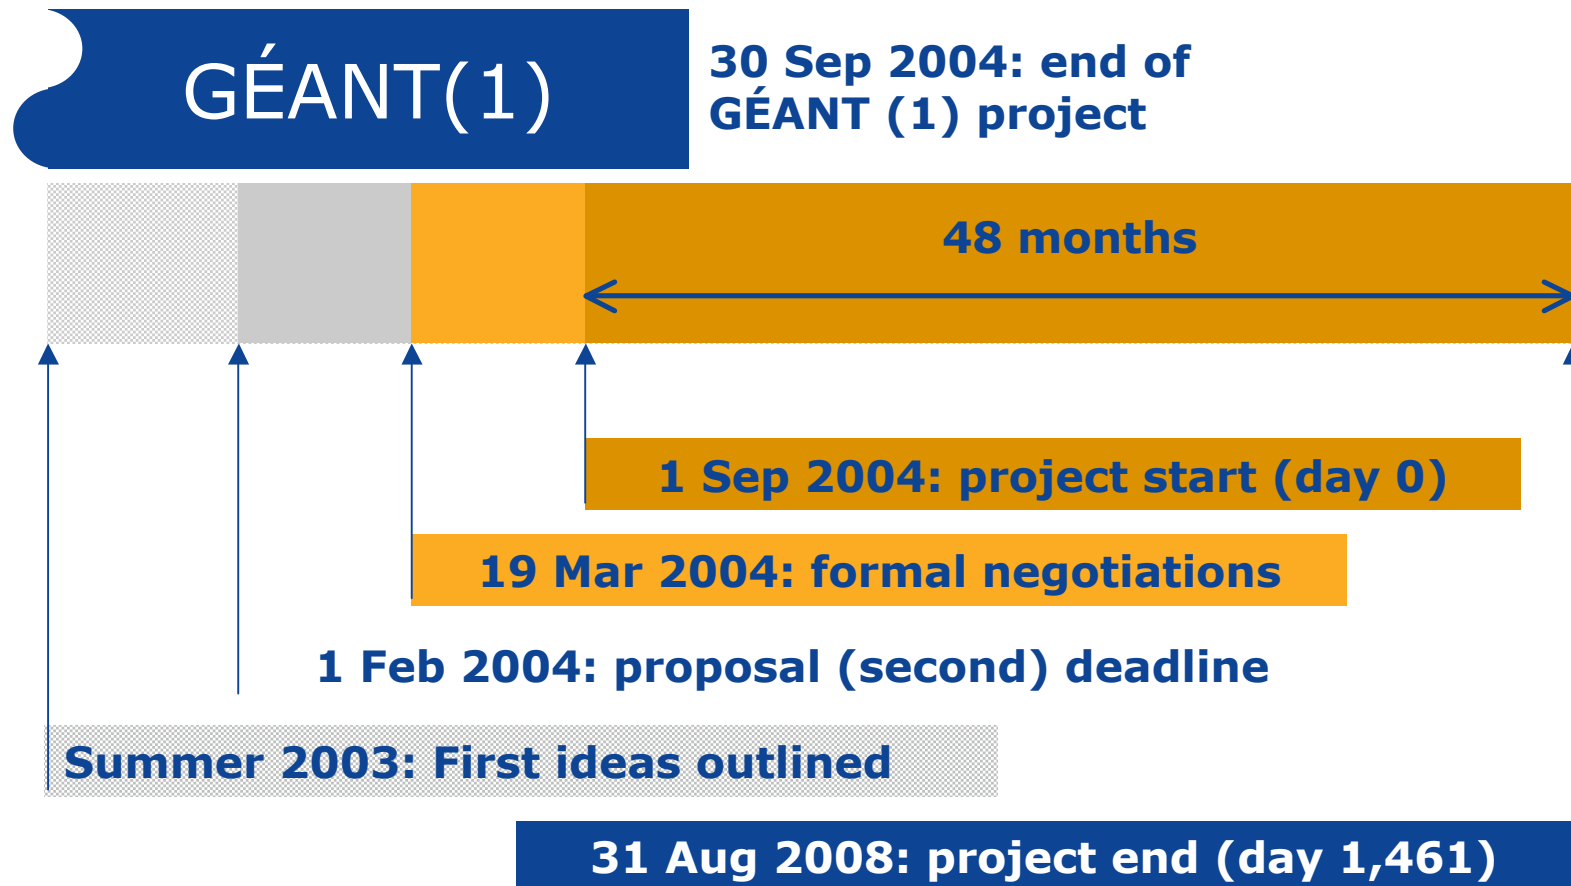 GÉANT(1)
30 Sep 2004: end of
GÉANT (1) project
48 months
1 Sep 2004: project start (day 0)
19 Mar 2004: formal negotiations
1 Feb 2004: proposal (second) deadline
Summer 2003: First ideas outlined
31 Aug 2008: project end (day 1,461)